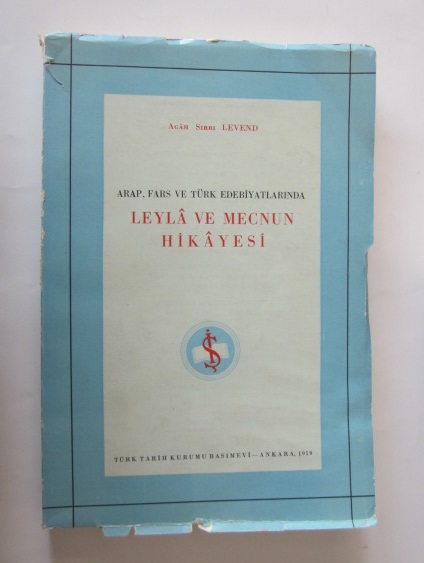 Agâh Sırrı LEVEND
ARAP, FARS VE TÜRK EDEBİYATLARINDA
LEYLÂ VE MECNUN
HİKÂYESİ
İŞ
TÜRK TARİH KURUMU BASIMEVİ—ANKARA, 1959